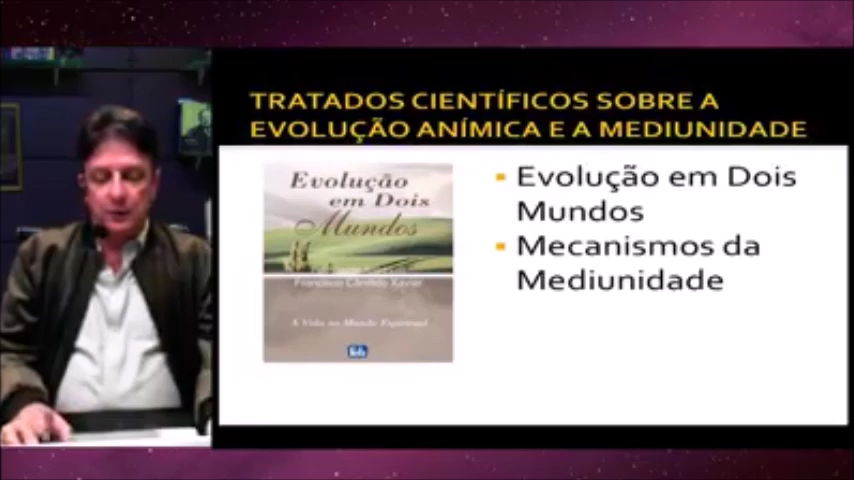 TRATADOS CIENTÍFICOS SOBRE A
EVOLUÇÃO ANÍMICA E A MEDIUNIDADE
Evolução
em Dois
Mundos
Francisco Cândido Xavier
A Vida no Mundo Espiritual
feb
Evolução em Dois
Mundos
Mecanismos da
Mediunidade